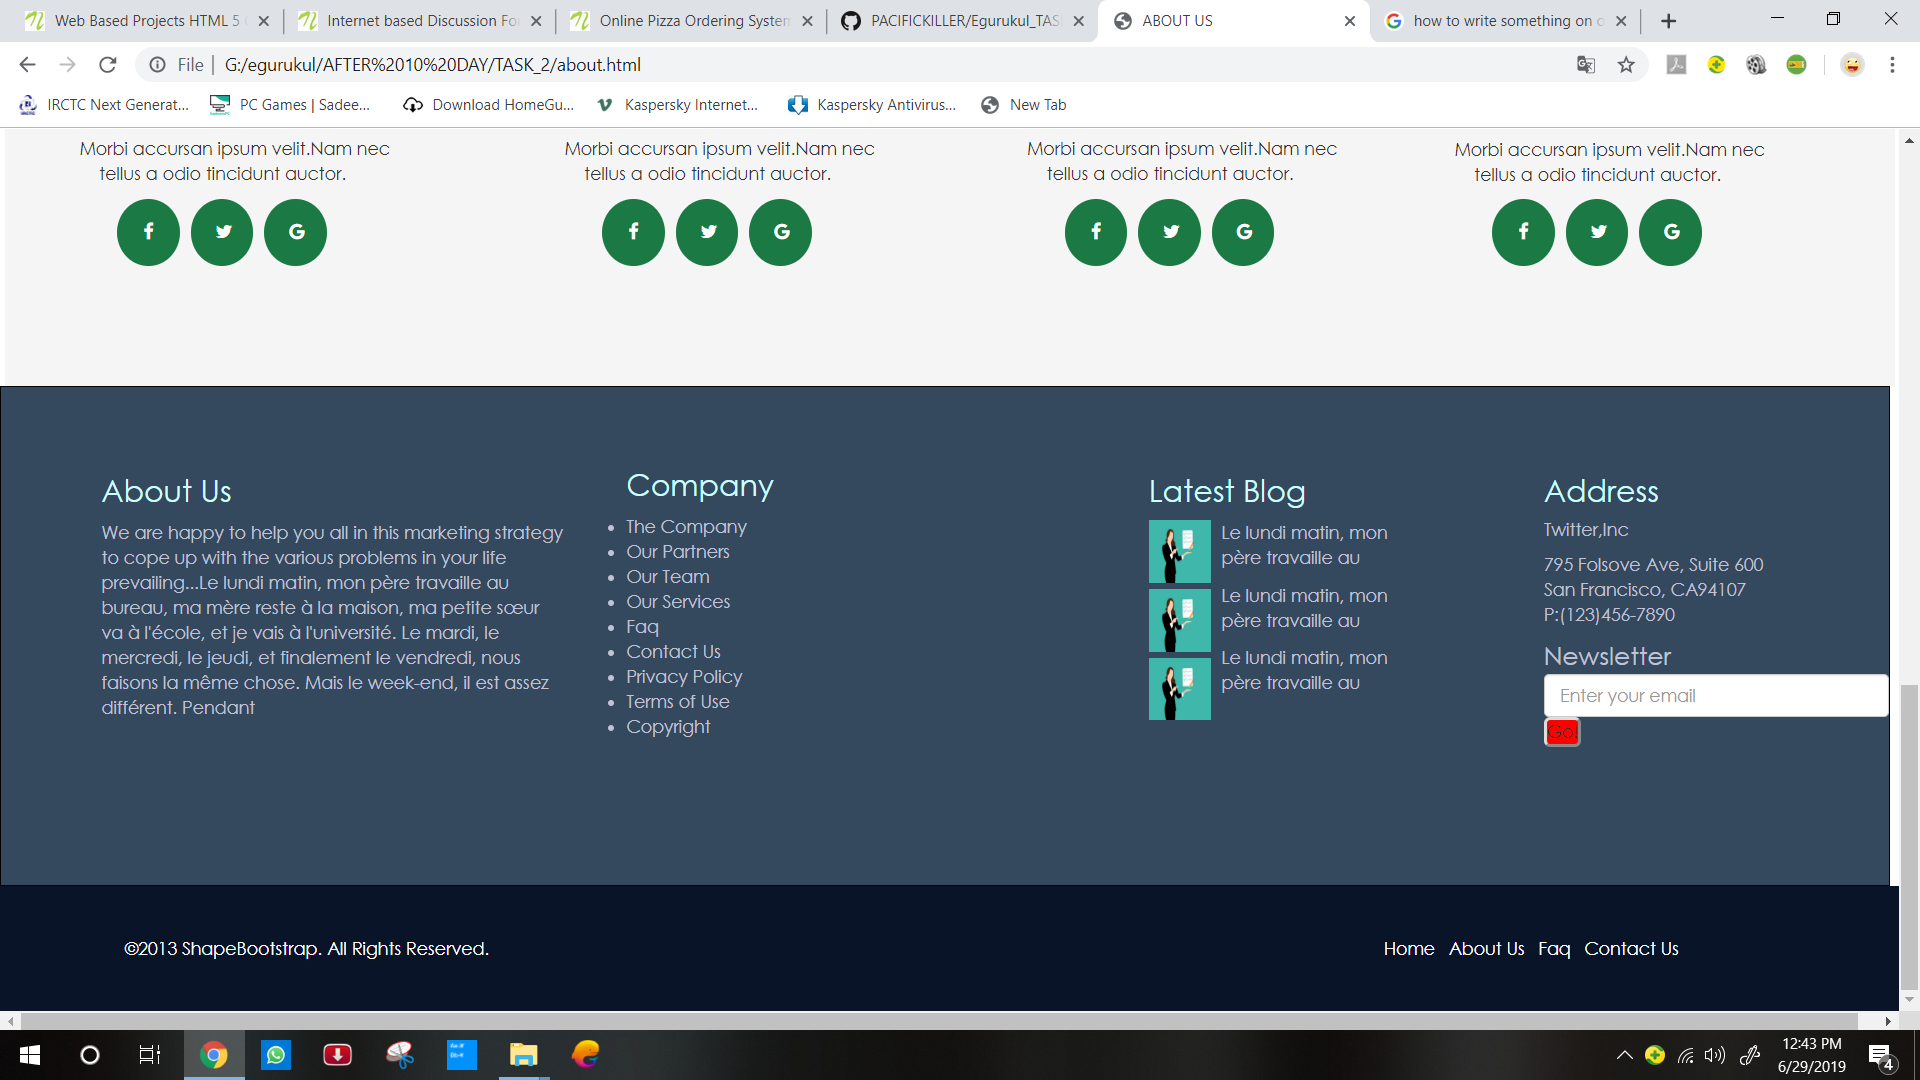 Web Based Projects HTML 5
Internet based Discussion Fo
Online Pizza Ordering System
PACIFICKILLER/Egurukul_TAS
ABOUT US
how to write something on
File
G:/egurukul/AFTER%2010%20DAY/TASK_2/about.html
IRCTC Next Generat...
PC Games | Sadee...
Download HomeGu...
Kaspersky Internet...
Kaspersky Antivirus...
New Tab
Morbi accursan ipsum velit.Nam nec
tellus a odio tincidunt auctor.
Morbi accursan ipsum velit.Nam nec
tellus a odio tincidunt auctor.
Morbi accursan ipsum velit.Nam nec
tellus a odio tincidunt auctor.
Morbi accursan ipsum velit.Nam nec
tellus a odio tincidunt auctor.
About Us
We are happy to help you all in this marketing strategy
to cope up with the various problems in your life
prevailing...Le lundi matin, mon père travaille au
bureau, ma mère reste à la maison, ma petite sœur
va à l'école, et je vais à l'université. Le mardi, le
mercredi, le jeudi, et finalement le vendredi, nous
faisons la même chose. Mais le week-end, il est assez
différent. Pendant
Company
The Company
Our Partners
Our Team
Our Services
Faq
Contact Us
Privacy Policy
Terms of Use
Copyright
Latest Blog
Le lundi matin, mon
père travaille au
Le lundi matin, mon
père travaille au
Le lundi matin, mon
père travaille au
Address
Twitter,Inc
795 Folsove Ave, Suite 600
San Francisco, CA94107
P:(123)456-7890
Newsletter
Enter your email
Go!
©2013 ShapeBootstrap. All Rights Reserved.
Home About Us Faq Contact Us
12:43 PM
6/29/2019
4